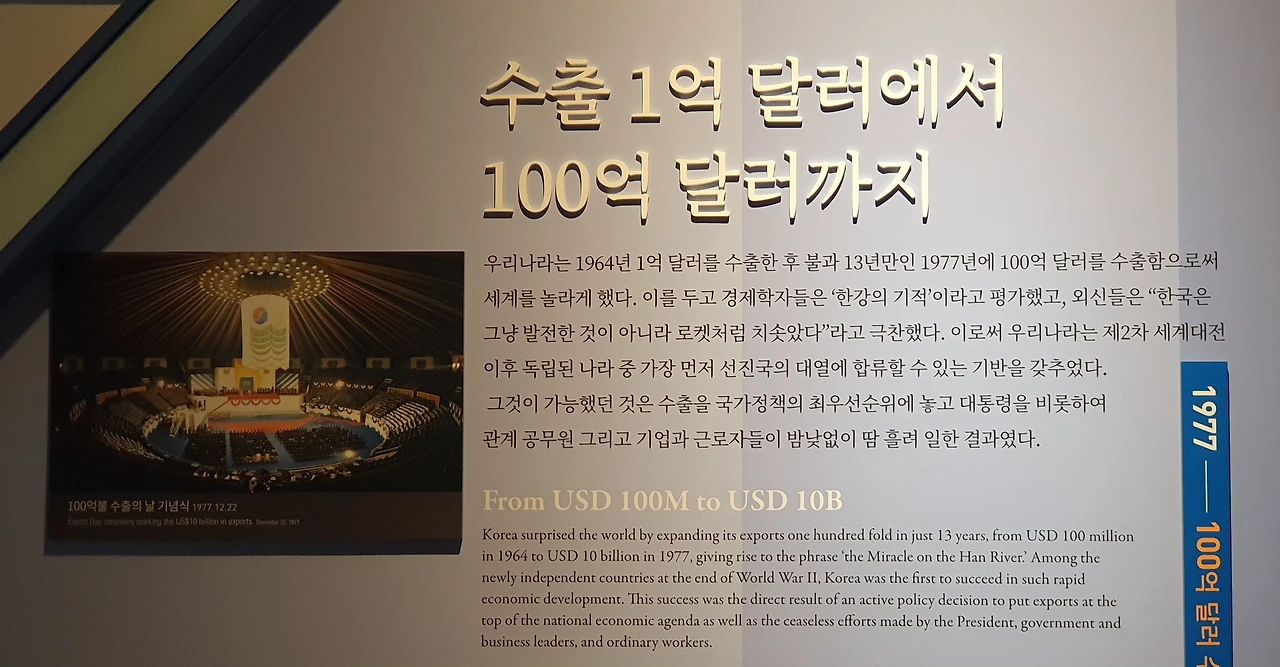 수출 1억 달러에서
100억 달러까지
우리나라는 1964년 1억 달러를 수출한 후 불과 13년만인 1977년에 100억 달러를 수출함으로써
세계를 놀라게 했다. 이를 두고 경제학자들은 ‘한강의 기적’이라고 평가했고, 외신들은 “한국은
그냥 발전한 것이 아니라 로켓처럼 치솟았다”라고 극찬했다. 이로써 우리나라는 제2차 세계대전
이후 독립된 나라 중 가장 먼저 선진국의 대열에 합류할 수 있는 기반을 갖추었다.
그것이 가능했던 것은 수출을 국가정책의 최우선순위에 놓고 대통령을 비롯하여
관계 공무원 그리고 기업과 근로자들이 밤낮없이 땀 흘려 일한 결과였다.
From USD 100M to USD 10B
Korea surprised the world by expanding its exports one hundred fold in just 13 years, from USD 100 million
in 1964 to USD 10 billion in 1977, giving rise to the phrase ‘the Miracle on the Han River.’ Among the
newly independent countries at the end of World War II, Korea was the first to succeed in such rapid
economic development. This success was the direct result of an active policy decision to put exports at the
top of the national economic agenda as well as the ceaseless efforts made by the President, government and
business leaders, and ordinary workers.
100억불 수출의 날 기념식 1977.12.22
Export Day ceremony marking the US$10 billion in exports December 22, 1977
1977 — 100억 달러